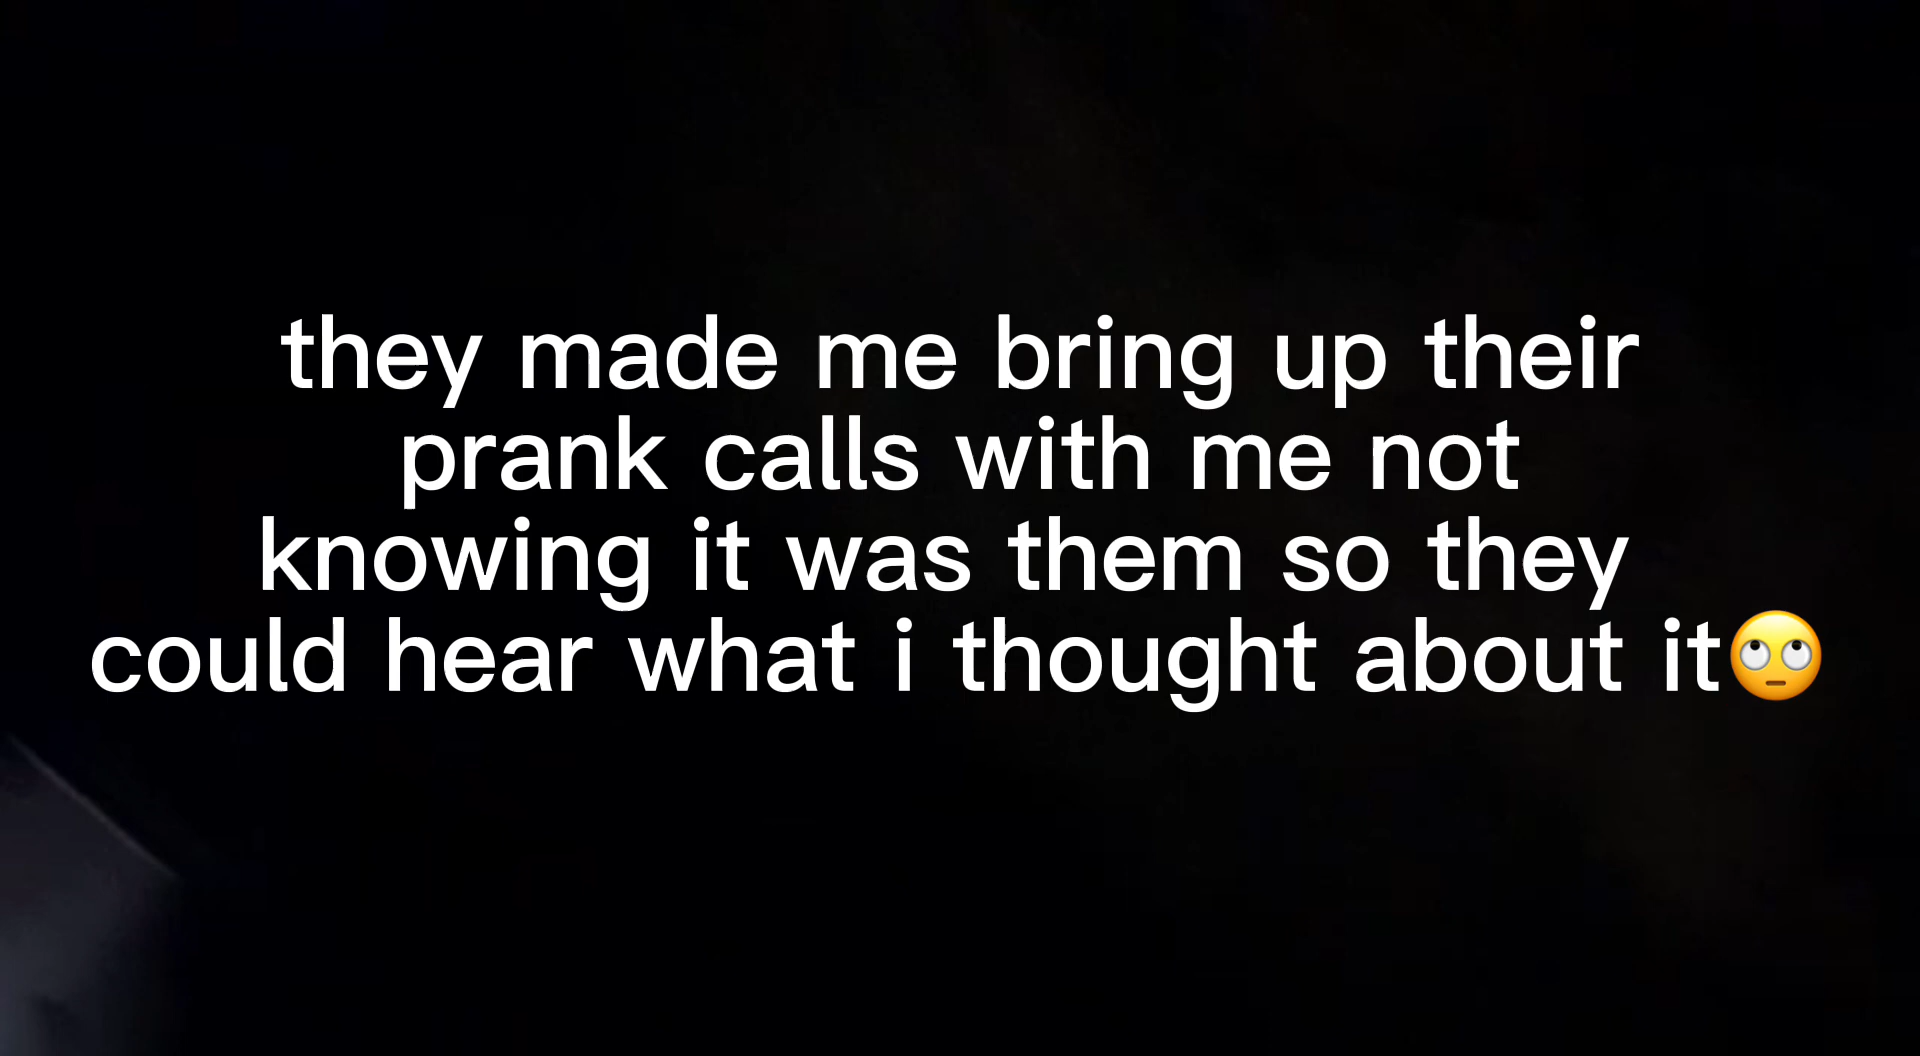 they made me bring up their
prank calls with me not
knowing it was them so they
could hear what i thought about it🙄